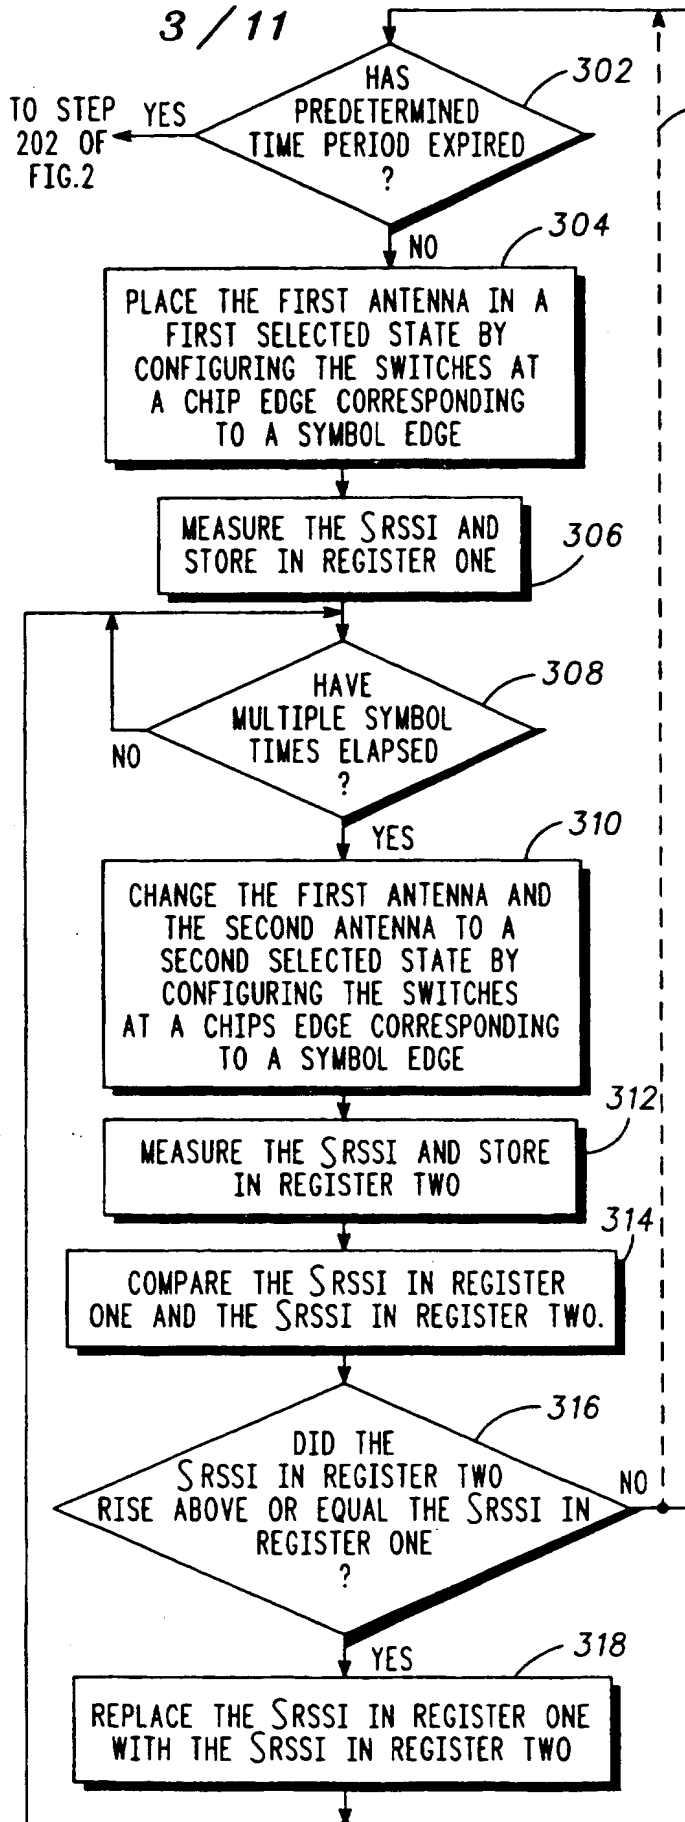 3/11
HAS
PREDETERMINED
TIME PERIOD EXPIRED
?
302
YES
TO STEP
202 OF
FIG.2
NO
304
PLACE THE FIRST ANTENNA IN A
FIRST SELECTED STATE BY
CONFIGURING THE SWITCHES AT
A CHIP EDGE CORRESPONDING
TO A SYMBOL EDGE
MEASURE THE SRSSI AND
STORE IN REGISTER ONE
306
HAVE
MULTIPLE SYMBOL
TIMES ELAPSED
?
308
NO
YES
310
CHANGE THE FIRST ANTENNA AND
THE SECOND ANTENNA TO A
SECOND SELECTED STATE BY
CONFIGURING THE SWITCHES
AT A CHIPS EDGE CORRESPONDING
TO A SYMBOL EDGE
312
MEASURE THE SRSSI AND STORE
IN REGISTER TWO
314
COMPARE THE SRSSI IN REGISTER
ONE AND THE SRSSI IN REGISTER TWO.
316
DID THE
SRSSI IN REGISTER TWO
RISE ABOVE OR EQUAL THE SRSSI IN
REGISTER ONE
?
NO
YES
318
REPLACE THE SRSSI IN REGISTER ONE
WITH THE SRSSI IN REGISTER TWO